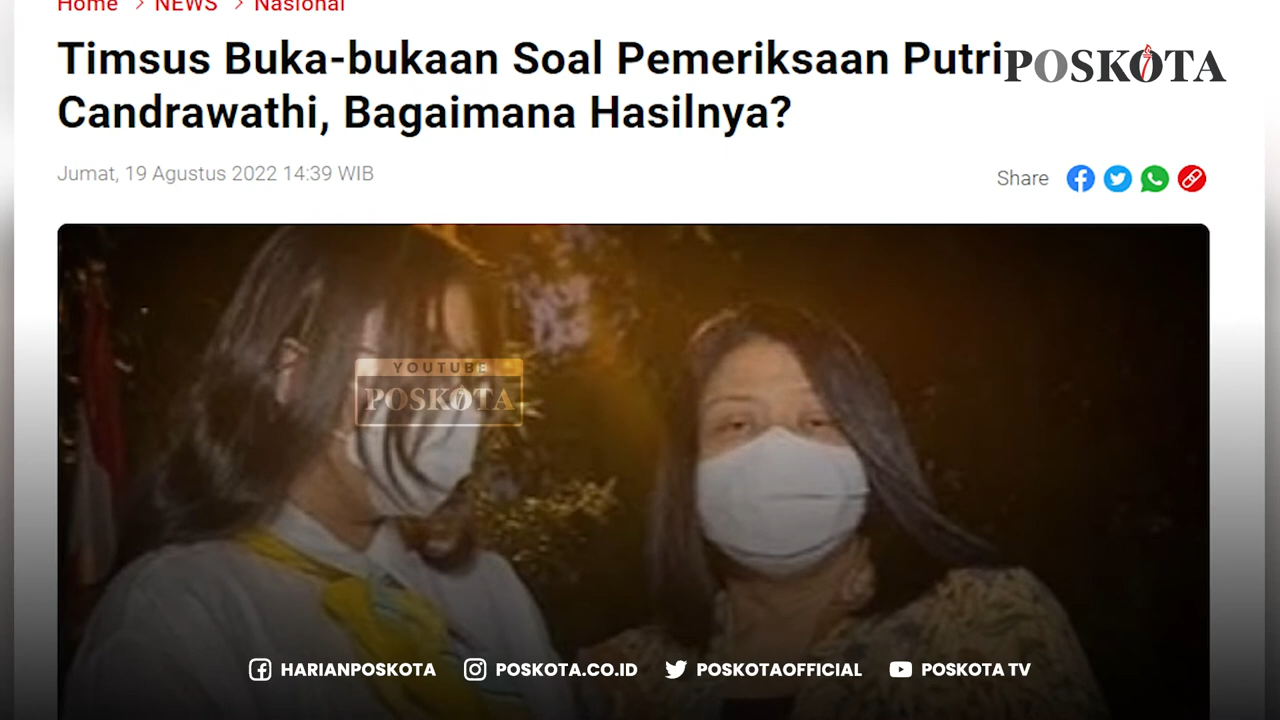 Home > NEWS > Nasional
Timsus Buka-bukaan Soal Pemeriksaan Putri
Candrawathi, Bagaimana Hasilnya?
POSKOTA
Jumat, 19 Agustus 2022 14:39 WIB
Share
YOUTUBE
POSKOTA
HARIANPOSKOTA
POSKOTA.CO.ID
POSKOTAOFFICIAL
POSKOTA TV